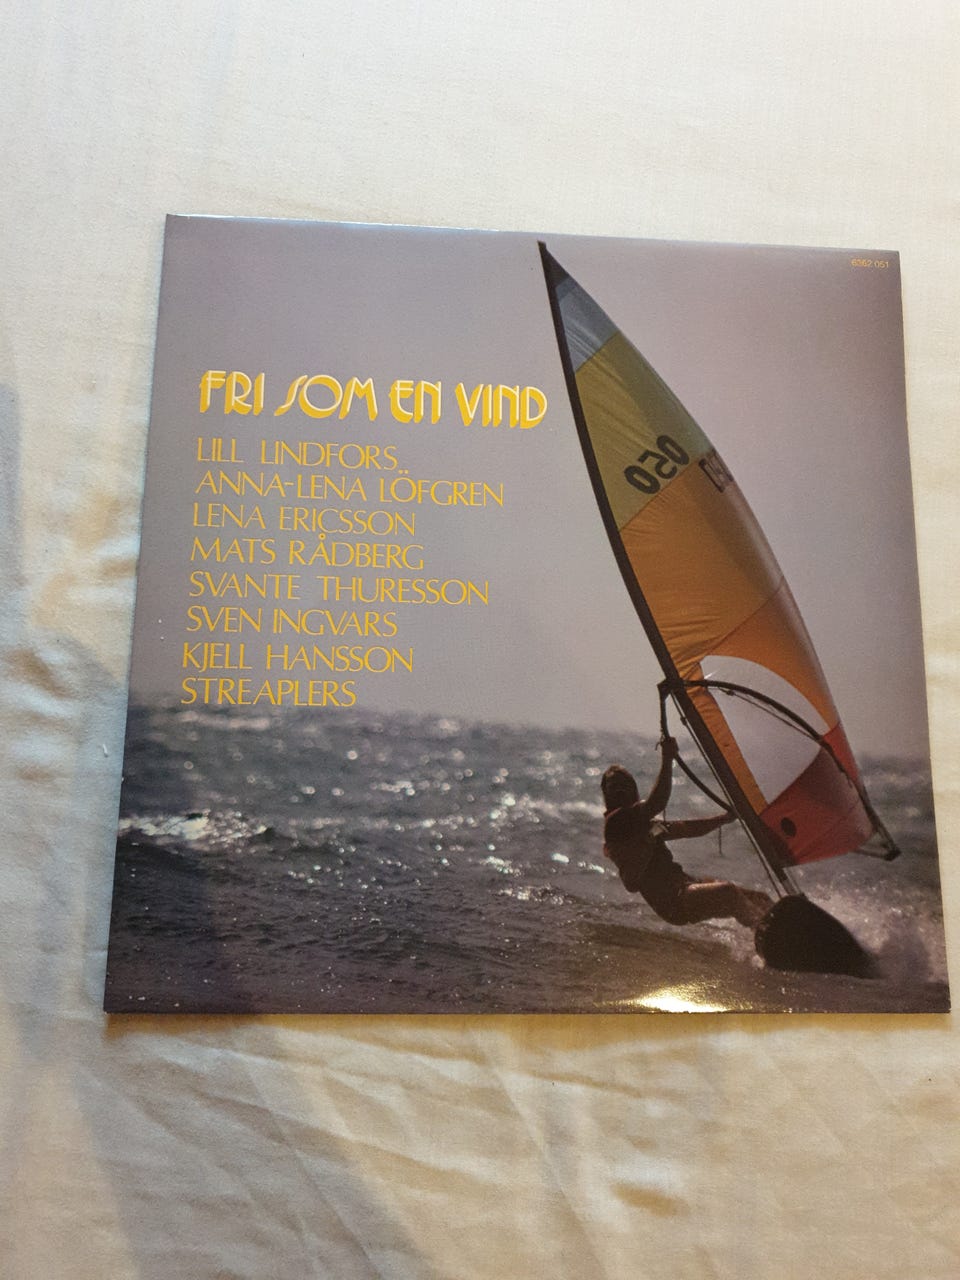 6362 051
FRI SOM EN VIND
LILL LINDFORS
ANNA-LENA LÖFGREN
LENA ERICSSON
MATS RÅDBERG
SVANTE THURESSON
SVEN INGVARS
KJELL HANSSON
STREAPLERS
050